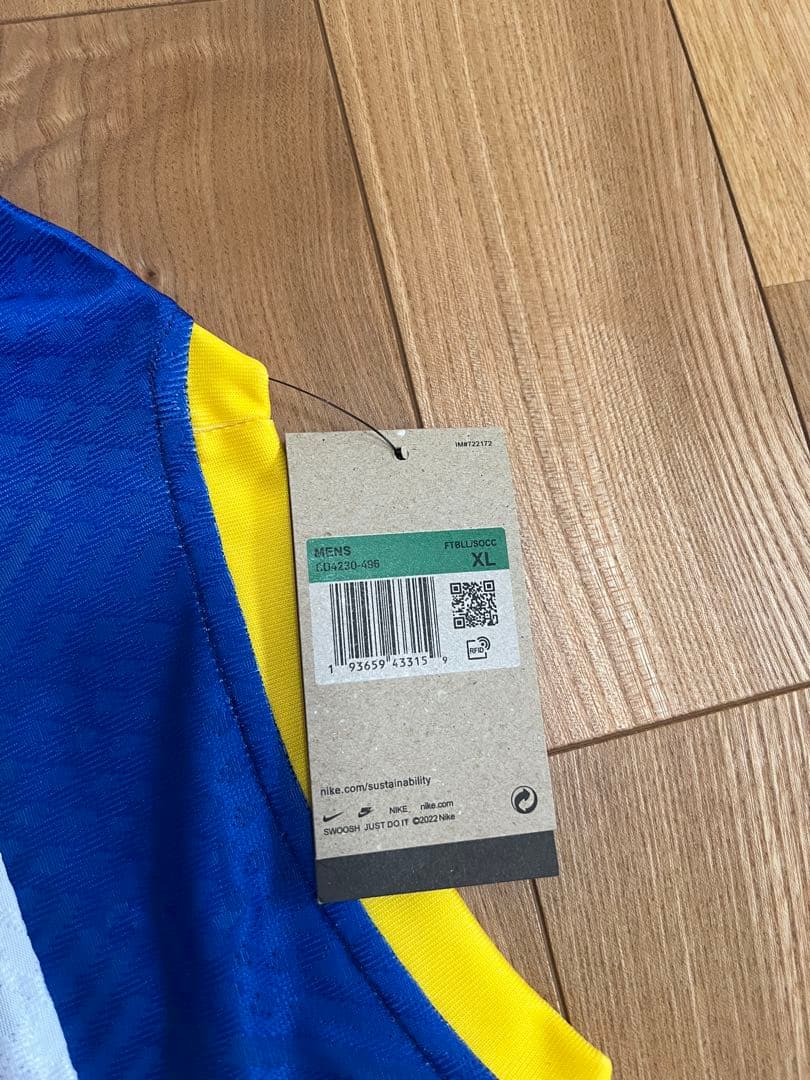 IM#722172
MENS
FTBLL/SOCC
CD4230-496
XL
1 93659 43315 9
RFID
nike.com/sustainability
NIKE nike.com
SWOOSH JUST DO IT ©2022 Nike